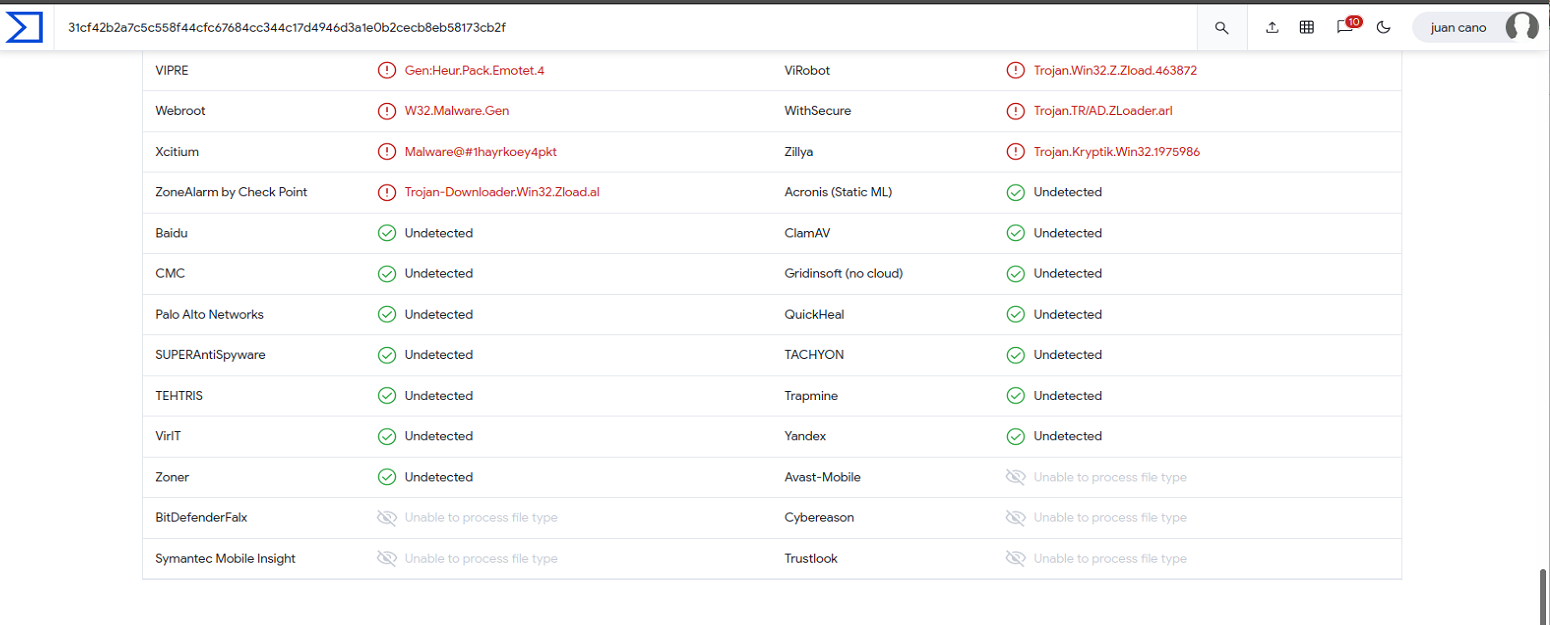 31cf42b2a7c5c558f44cfc67684cc344c17d4946d3a1e0b2cecb8eb58173cb2f 10 juan cano
VIPRE Gen:Heur.Pack.Emotet.4 ViRobot Trojan.Win32.Z.Zload.463872
Webroot W32.Malware.Gen WithSecure Trojan.TR/AD.ZLoader.arl
Xcitium Malware@#1hayrkoey4pkt Zillya Trojan.Kryptik.Win32.1975986
ZoneAlarm by Check Point Trojan-Downloader.Win32.Zload.al Acronis (Static ML) Undetected
Baidu Undetected ClamAV Undetected
CMC Undetected Gridinsoft (no cloud) Undetected
Palo Alto Networks Undetected QuickHeal Undetected
SUPERAntiSpyware Undetected TACHYON Undetected
TEHTRIS Undetected Trapmine Undetected
VirIT Undetected Yandex Undetected
Zoner Undetected Avast-Mobile Unable to process file type
BitDefenderFalx Unable to process file type Cybereason Unable to process file type
Symantec Mobile Insight Unable to process file type Trustlook Unable to process file type